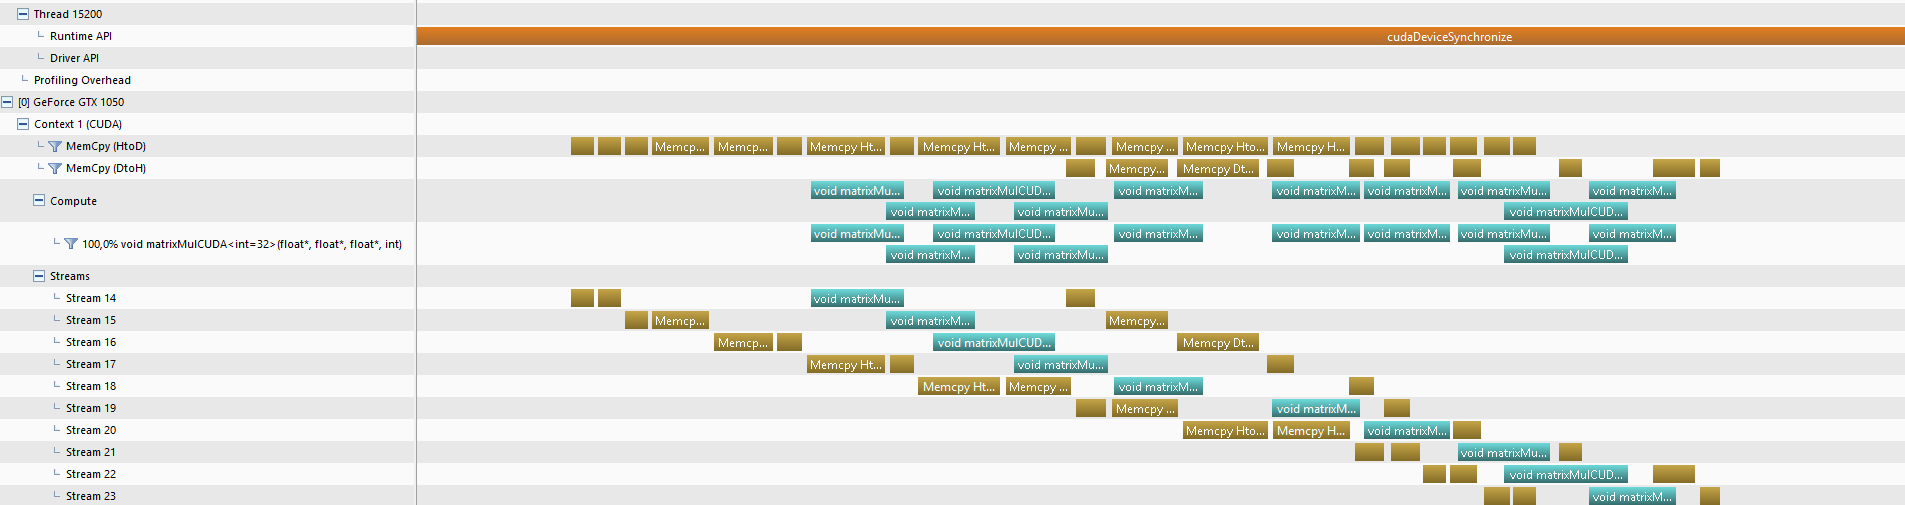 Thread 15200
Runtime API cudaDeviceSynchronize
Driver API
Profiling Overhead
[0] GeForce GTX 1050
Context 1 (CUDA)
MemCpy (HtoD) Memcp... Memcp... Memcpy Ht... Memcpy Ht... Memcpy ... Memcpy ... Memcpy Hto... Memcpy H...
MemCpy (DtoH) Memcpy... Memcpy Dt...
void matrixMu... void matrixMulCUD... void matrixM... void matrixM... void matrixM... void matrixMu... void matrixM...
Compute
void matrixM... void matrixMu... void matrixMulCUD...
void matrixMu... void matrixMulCUD... void matrixM... void matrixM... void matrixM... void matrixMu... void matrixM...
100,0% void matrixMulCUDA<int=32>(float*, float*, float*, int)
void matrixM... void matrixMu... void matrixMulCUD...
Streams
Stream 14 void matrixMu...
Stream 15 Memcp... void matrixM... Memcpy...
Stream 16 Memcp... void matrixMulCUD... Memcpy Dt...
Stream 17 Memcpy Ht... void matrixMu...
Stream 18 Memcpy Ht... Memcpy ... void matrixM...
Stream 19 Memcpy ... void matrixM...
Stream 20 Memcpy Hto... Memcpy H... void matrixM...
Stream 21 void matrixMu...
Stream 22 void matrixMulCUD...
Stream 23 void matrixM...